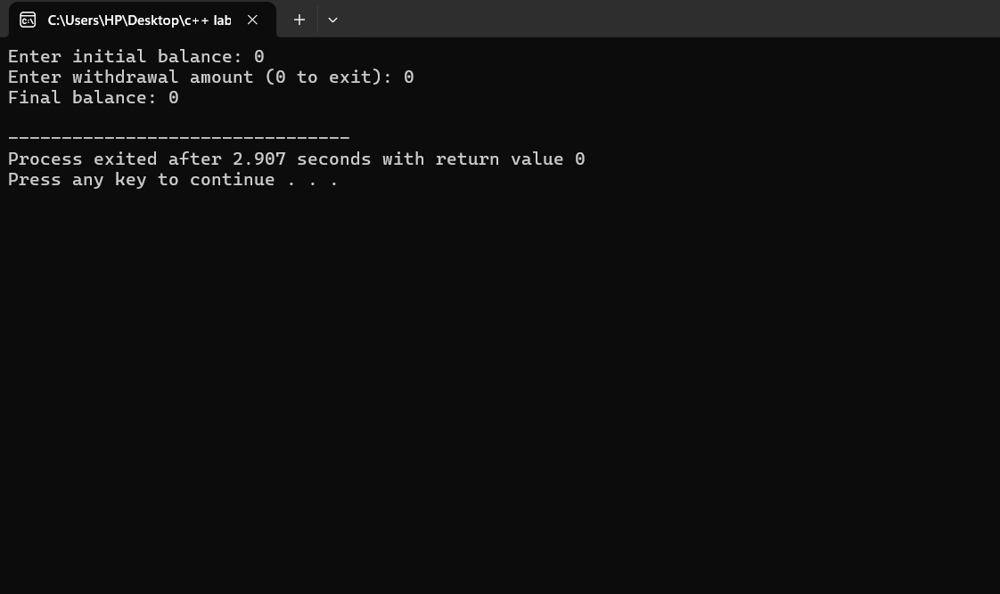 C:\Users\HP\Desktop\c++ lab
Enter initial balance: 0
Enter withdrawal amount (0 to exit): 0
Final balance: 0
--------------------------------
Process exited after 2.907 seconds with return value 0
Press any key to continue . . .